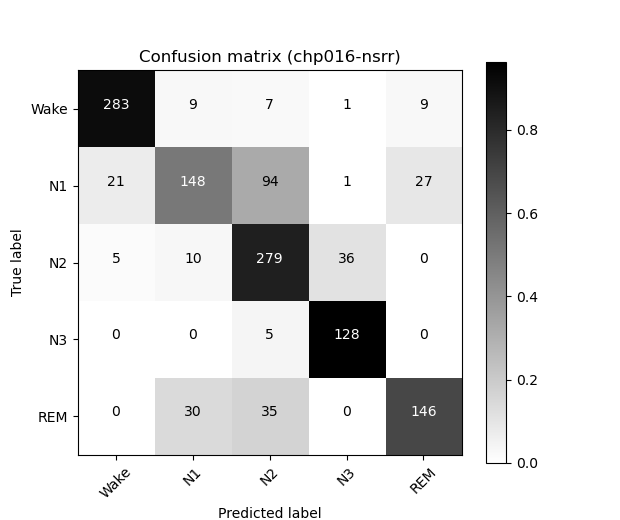 Confusion matrix (chp016-nsrr)
Wake 283 9 7 1 9
N1 21 148 94 1 27
N2 5 10 279 36 0
N3 0 0 5 128 0
REM 0 30 35 0 146
Wake N1 N2 N3 REM
Predicted label
True label
0.8
0.6
0.4
0.2
0.0